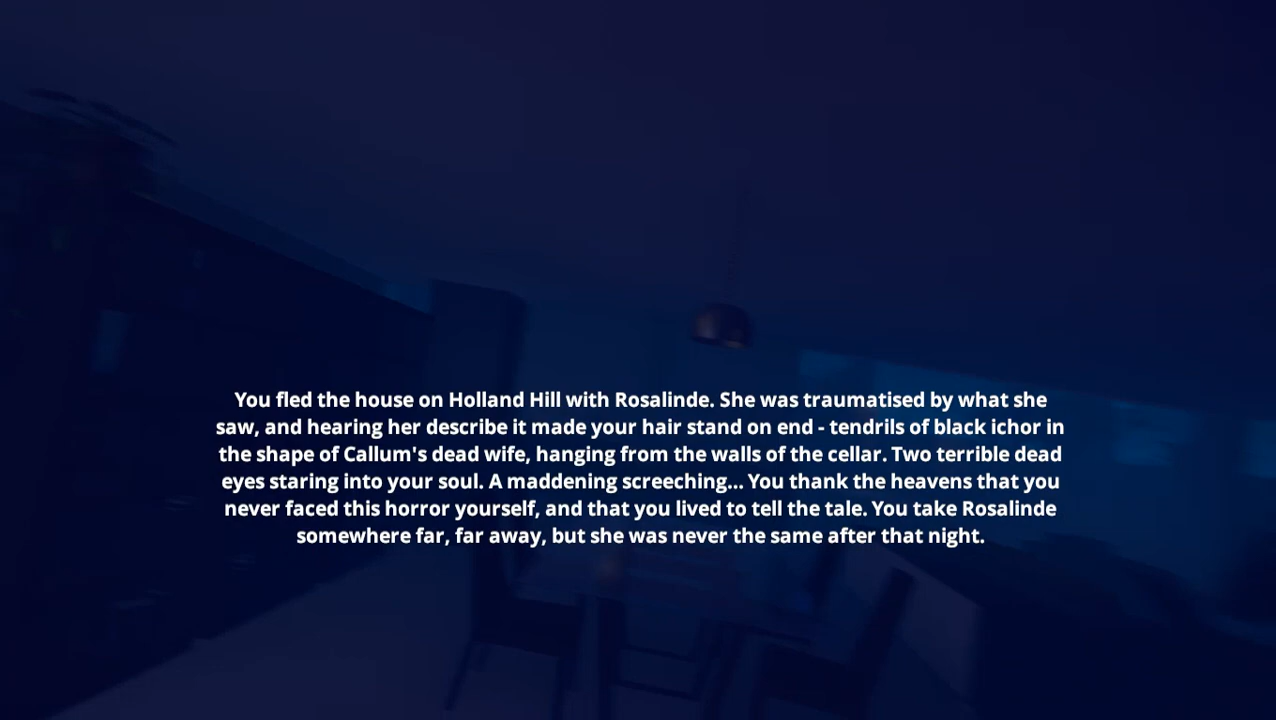 You fled the house on Holland Hill with Rosalinde. She was traumatised by what she
saw, and hearing her describe it made your hair stand on end - tendrils of black ichor in
the shape of Callum's dead wife, hanging from the walls of the cellar. Two terrible dead
eyes staring into your soul. A maddening screeching... You thank the heavens that you
never faced this horror yourself, and that you lived to tell the tale. You take Rosalinde
somewhere far, far away, but she was never the same after that night.